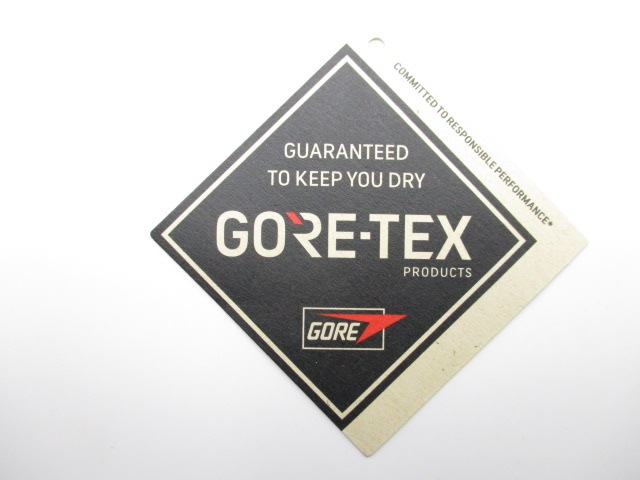 COMMITTED TO RESPONSIBLE PERFORMANCE*
GUARANTEED
TO KEEP YOU DRY
GORE-TEX
PRODUCTS
GORE